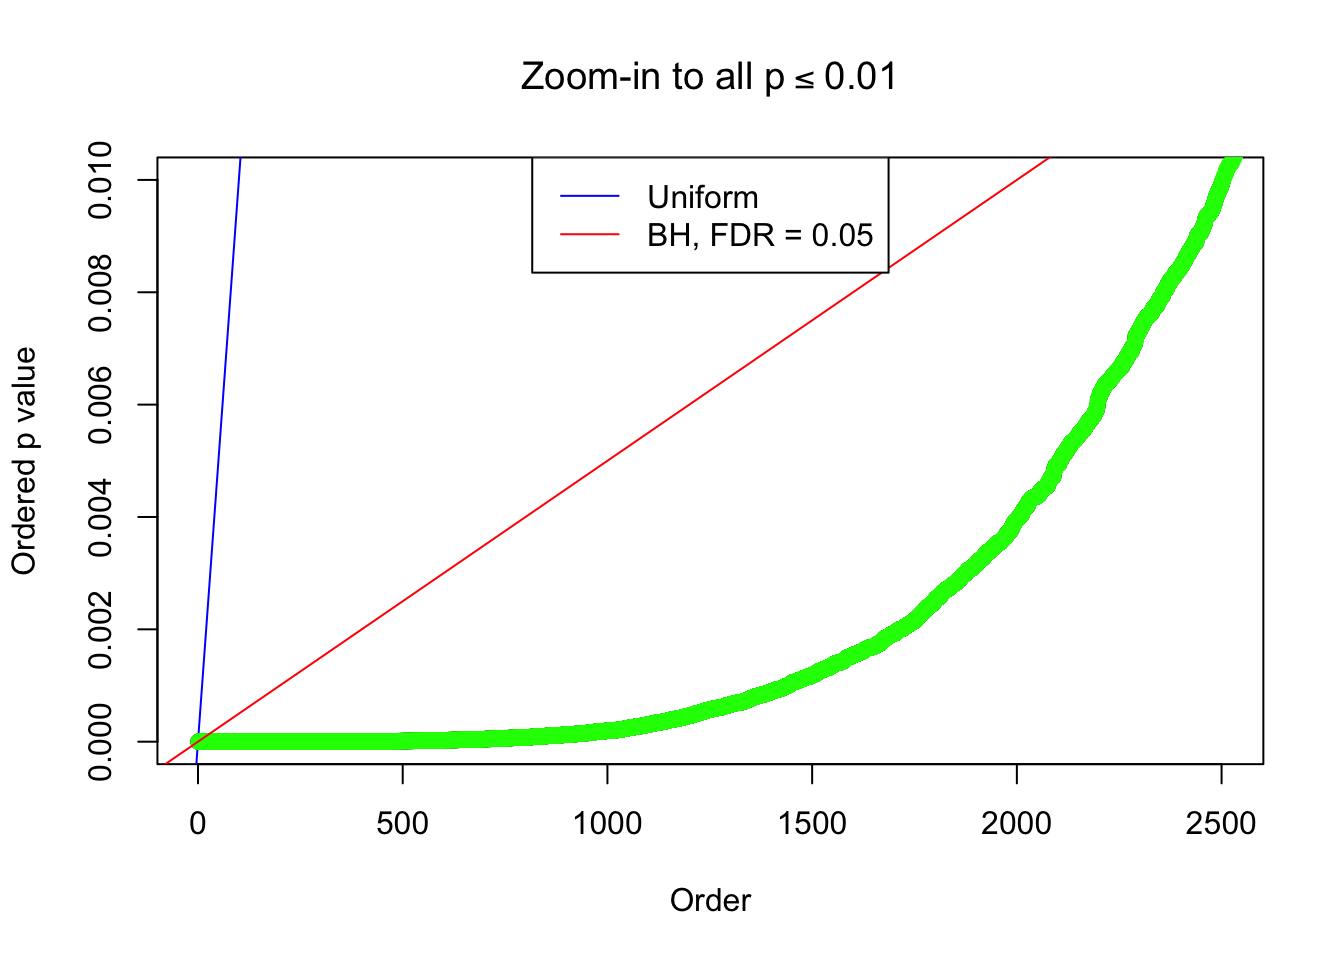 Zoom-in to all p ≤ 0.01
Uniform
BH, FDR = 0.05
Ordered p value
0.010
0.008
0.006
0.004
0.002
0.000
0 500 1000 1500 2000 2500
Order